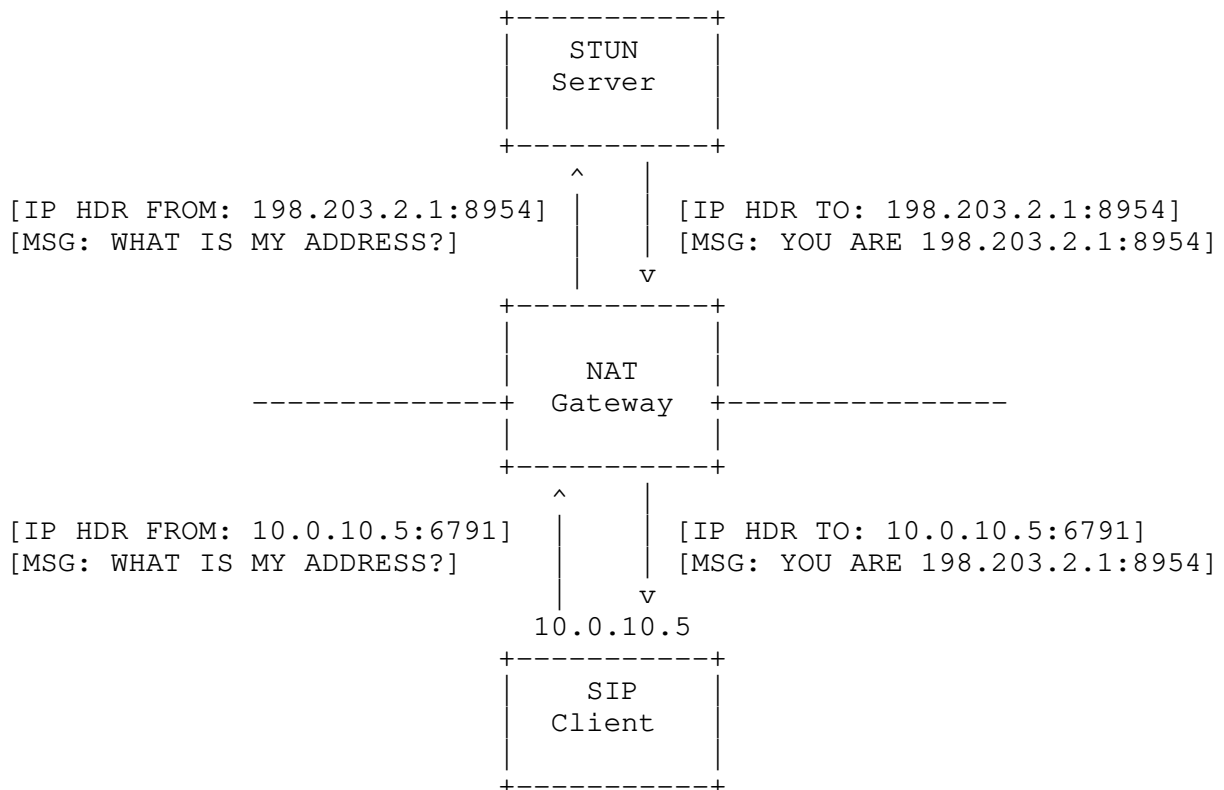 STUN
Server
[IP HDR FROM: 198.203.2.1:8954]
[MSG: WHAT IS MY ADDRESS?]
[IP HDR TO: 198.203.2.1:8954]
[MSG: YOU ARE 198.203.2.1:8954]
NAT
Gateway
[IP HDR FROM: 10.0.10.5:6791]
[MSG: WHAT IS MY ADDRESS?]
[IP HDR TO: 10.0.10.5:6791]
[MSG: YOU ARE 198.203.2.1:8954]
10.0.10.5
SIP
Client